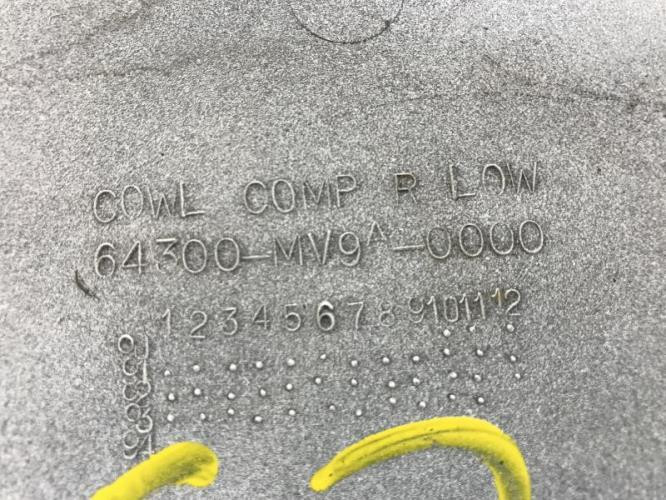 COWL COMP R LOW
64300-MV9A-0000
1 2 3 4 5 6 7 8 9 10 11 12